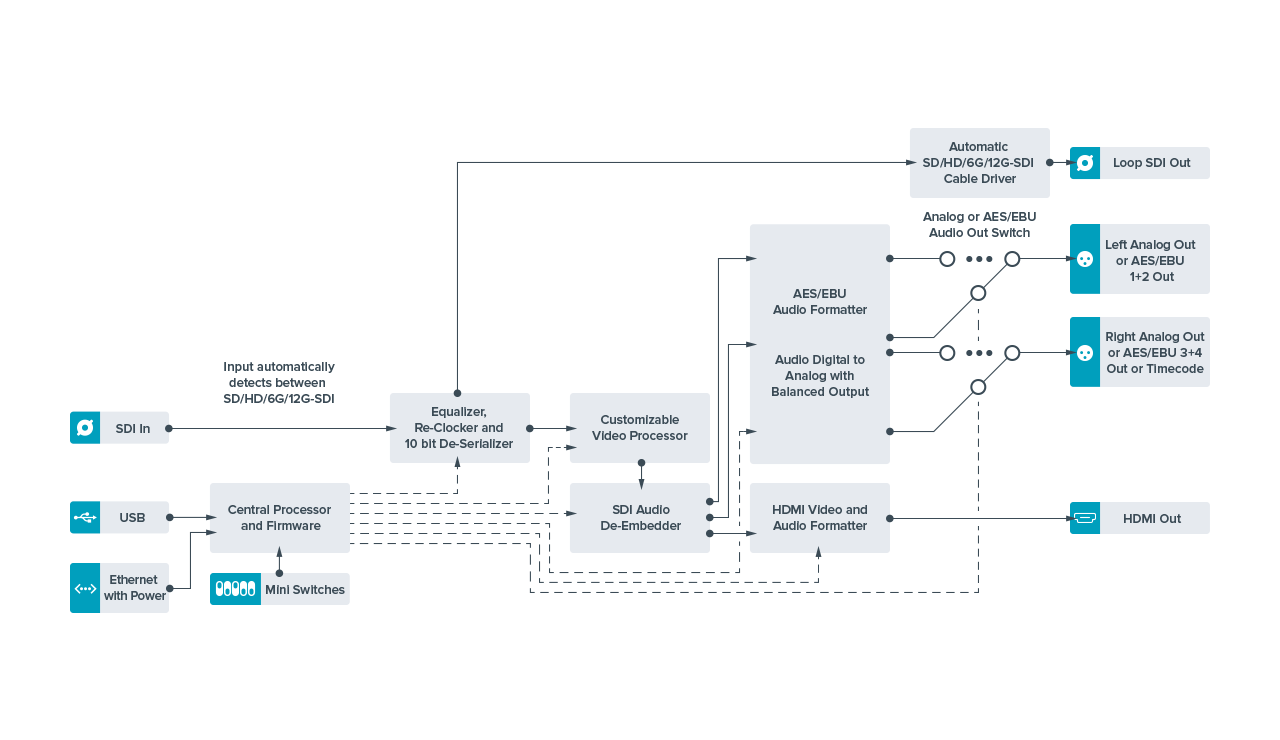 Automatic
SD/HD/6G/12G-SDI
Cable Driver
Loop SDI Out
Analog or AES/EBU
Audio Out Switch
Left Analog Out
or AES/EBU
1+2 Out
AES/EBU
Audio Formatter
Audio Digital to
Analog with
Balanced Output
Right Analog Out
or AES/EBU 3+4
Out or Timecode
Input automatically
detects between
SD/HD/6G/12G-SDI
SDI In
Equalizer,
Re-Clocker and
10 bit De-Serializer
Customizable
Video Processor
USB
Central Processor
and Firmware
SDI Audio
De-Embedder
HDMI Video and
Audio Formatter
HDMI Out
Ethernet
with Power
Mini Switches